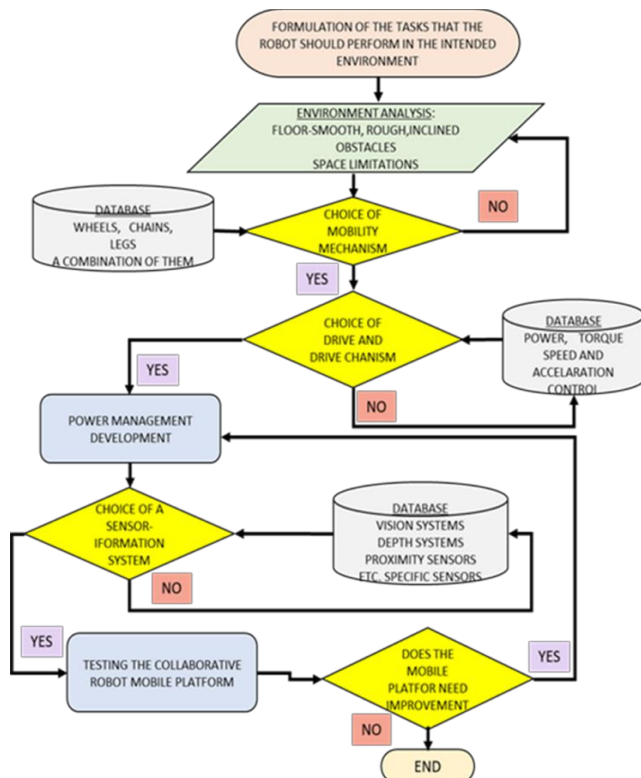 FORMULATION OF THE TASKS THAT THE
ROBOT SHOULD PERFORM IN THE INTENDED
ENVIRONMENT
ENVIRONMENT ANALYSIS:
FLOOR-SMOOTH, ROUGH,INCLINED
OBSTACLES
SPACE LIMITATIONS
NO
CHOICE OF
MOBILITY
MECHANISM
DATABASE
WHEELS, CHAINS,
LEGS
A COMBINATION OF THEM
YES
CHOICE OF
DRIVE AND
DRIVE CHANISM
DATABASE
POWER, TORQUE
SPEED AND
ACCELARATION
CONTROL
YES
NO
POWER MANAGEMENT
DEVELOPMENT
CHOICE OF A
SENSOR-
IFORMATION
SYSTEM
DATABASE
VISION SYSTEMS
DEPTH SYSTEMS
PROXIMITY SENSORS
ETC. SPECIFIC SENSORS
NO
YES
TESTING THE COLLABORATIVE
ROBOT MOBILE PLATFORM
DOES THE
MOBILE
PLATFOR NEED
IMPROVEMENT
YES
NO
END